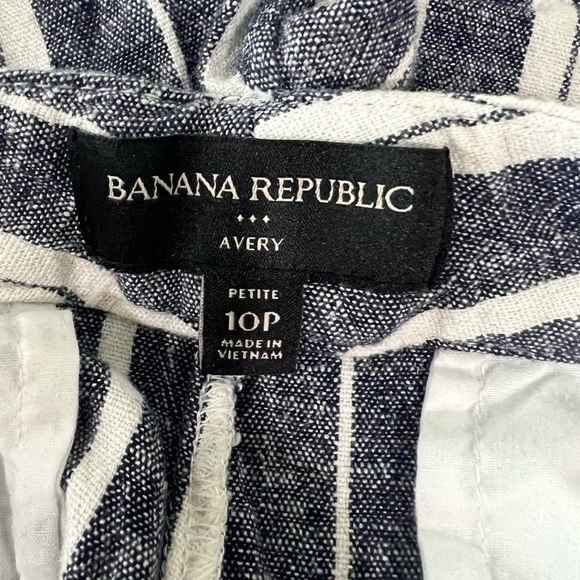 BANANA REPUBLIC
AVERY
PETITE
10P
MADE IN
VIETNAM